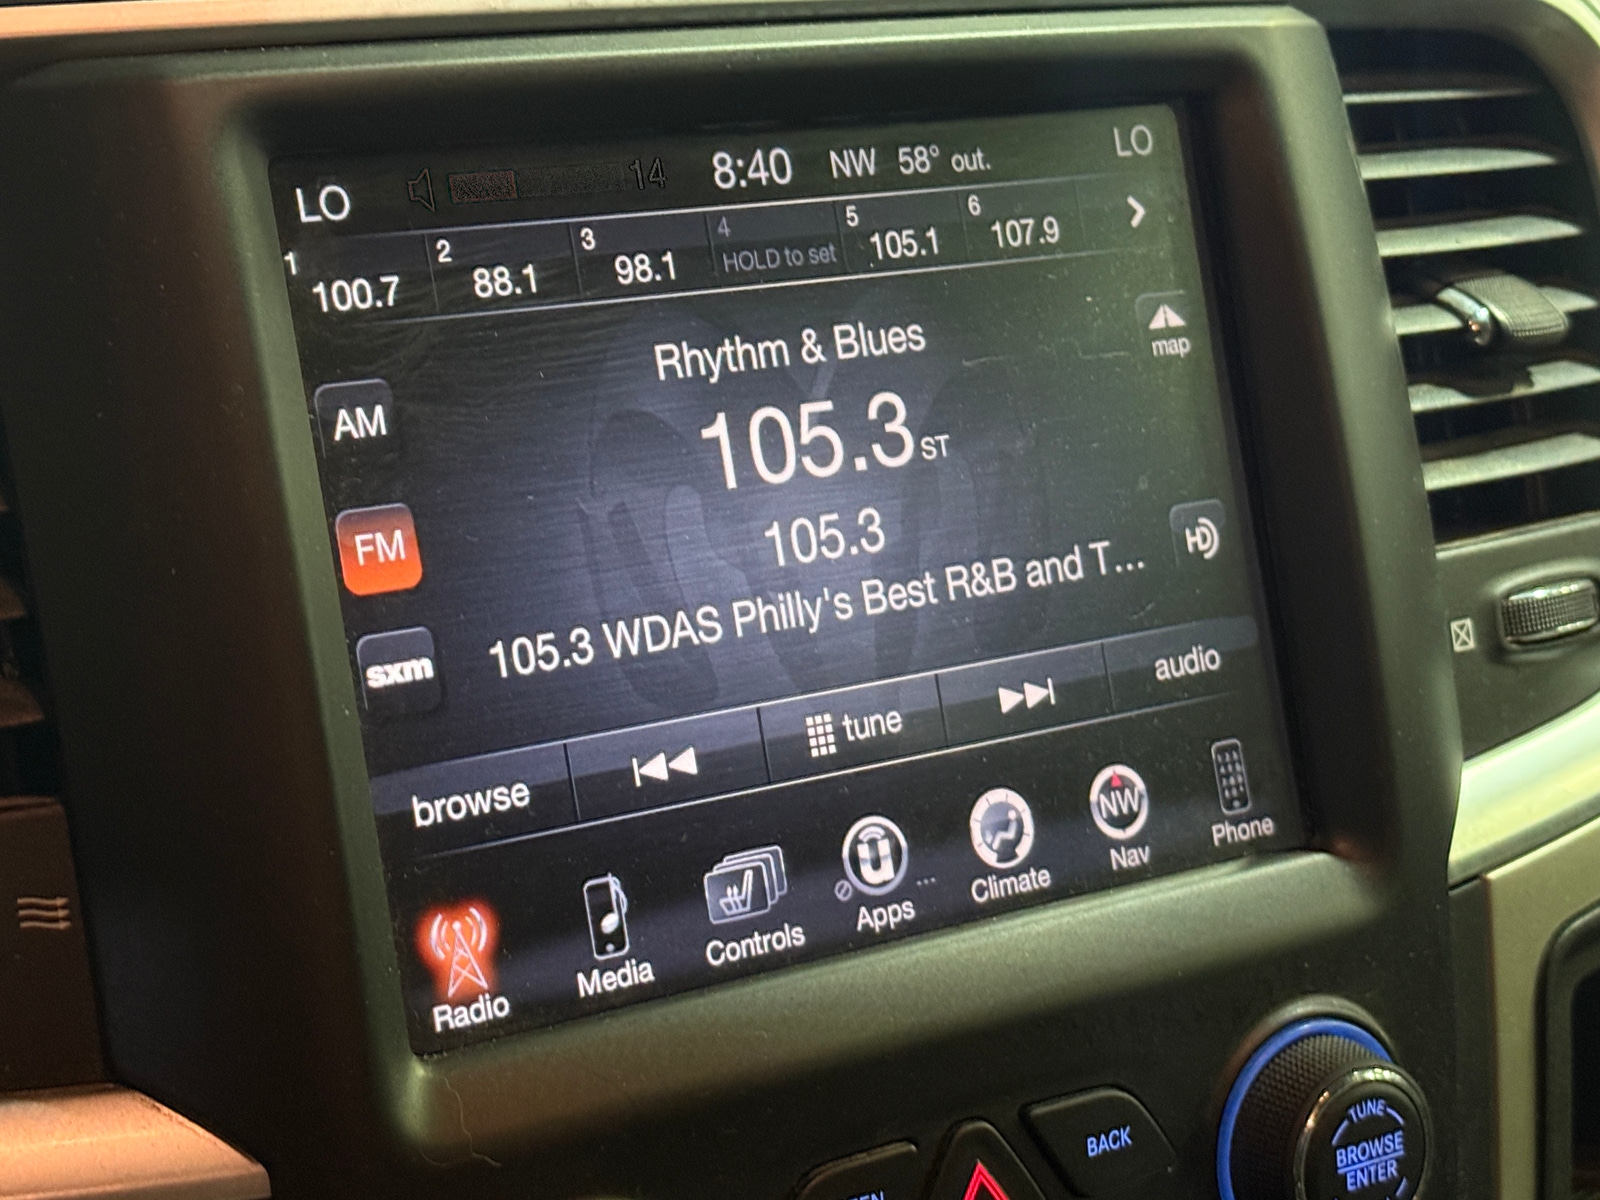 LO 14 8:40 NW 58° out. LO
1 100.7 2 88.1 3 98.1 4 HOLD to set 5 105.1 6 107.9
map
Rhythm & Blues
AM
105.3 ST
FM
105.3
HD
105.3 WDAS Philly's Best R&B and T...
sxm
browse tune audio
Radio Media Controls Apps ... Climate NW Nav Phone
BACK
TUNE
BROWSE
ENTER